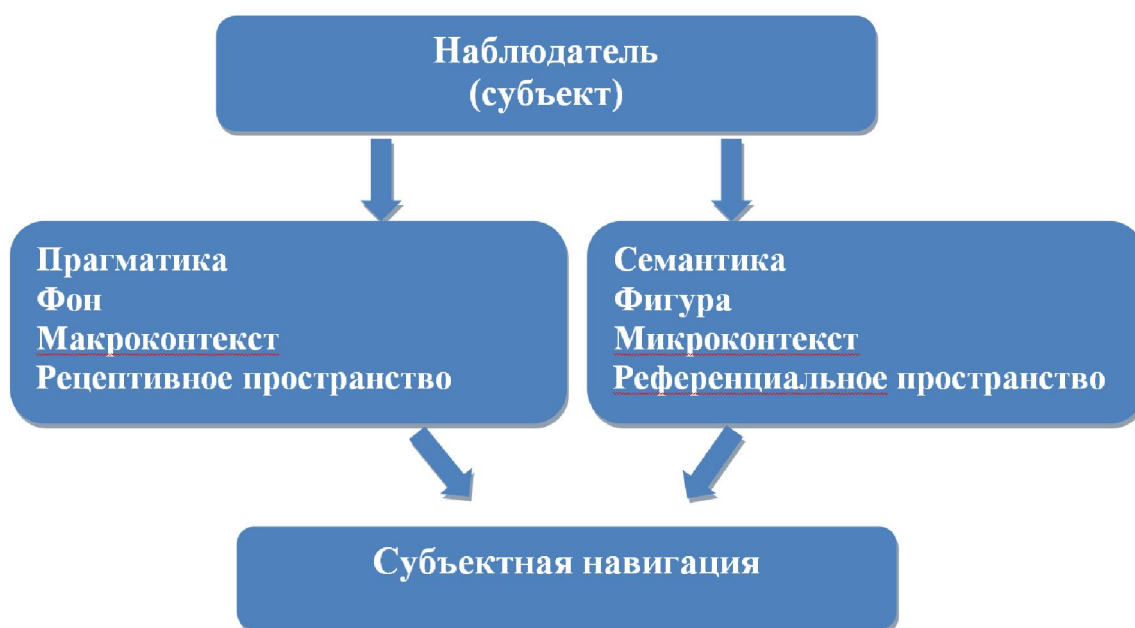 Наблюдатель
(субъект)
Прагматика
Фон
Макроконтекст
Рецептивное пространство
Семантика
Фигура
Микроконтекст
Референциальное пространство
Субъектная навигация